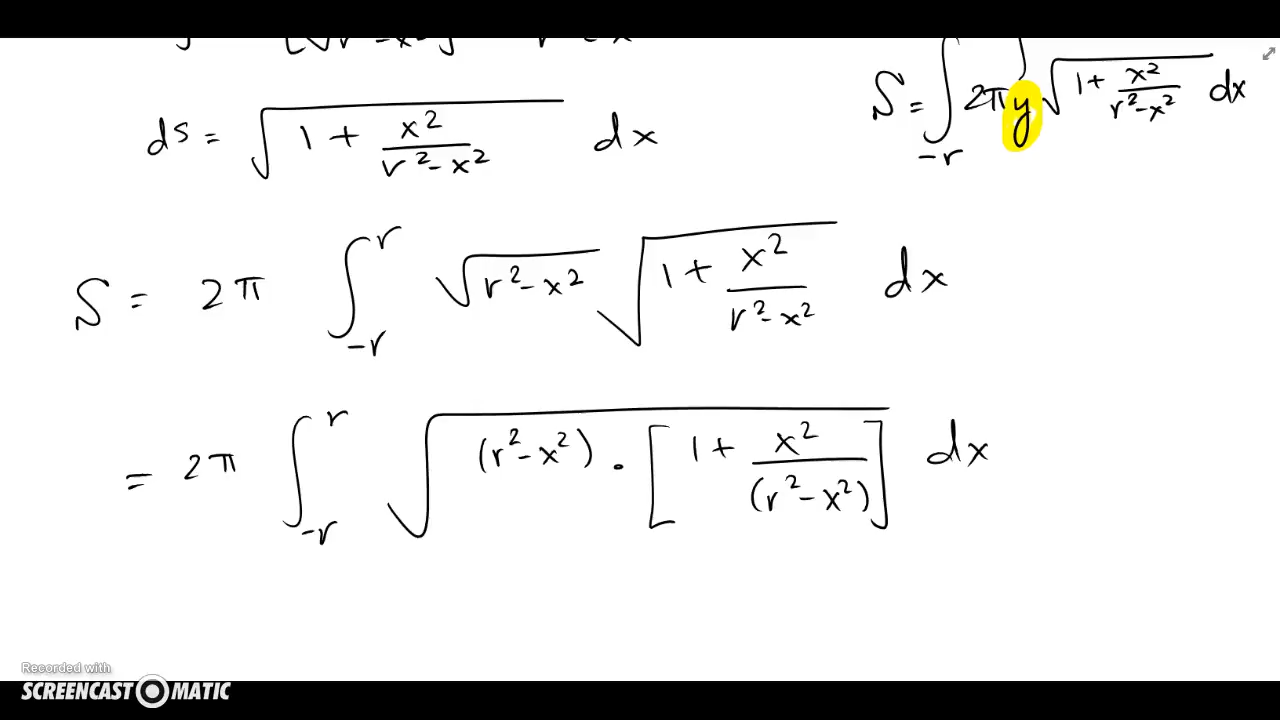 S = ∫_{-r} 2π y √(1 + x²/(r²-x²)) dx
ds = √(1 + x²/(r²-x²)) dx
S = 2π ∫_{-r}^{r} √(r²-x²) √(1 + x²/(r²-x²)) dx
= 2π ∫_{-r}^{r} √((r²-x²) · [1 + x²/(r²-x²)]) dx
Recorded with
SCREENCAST O MATIC